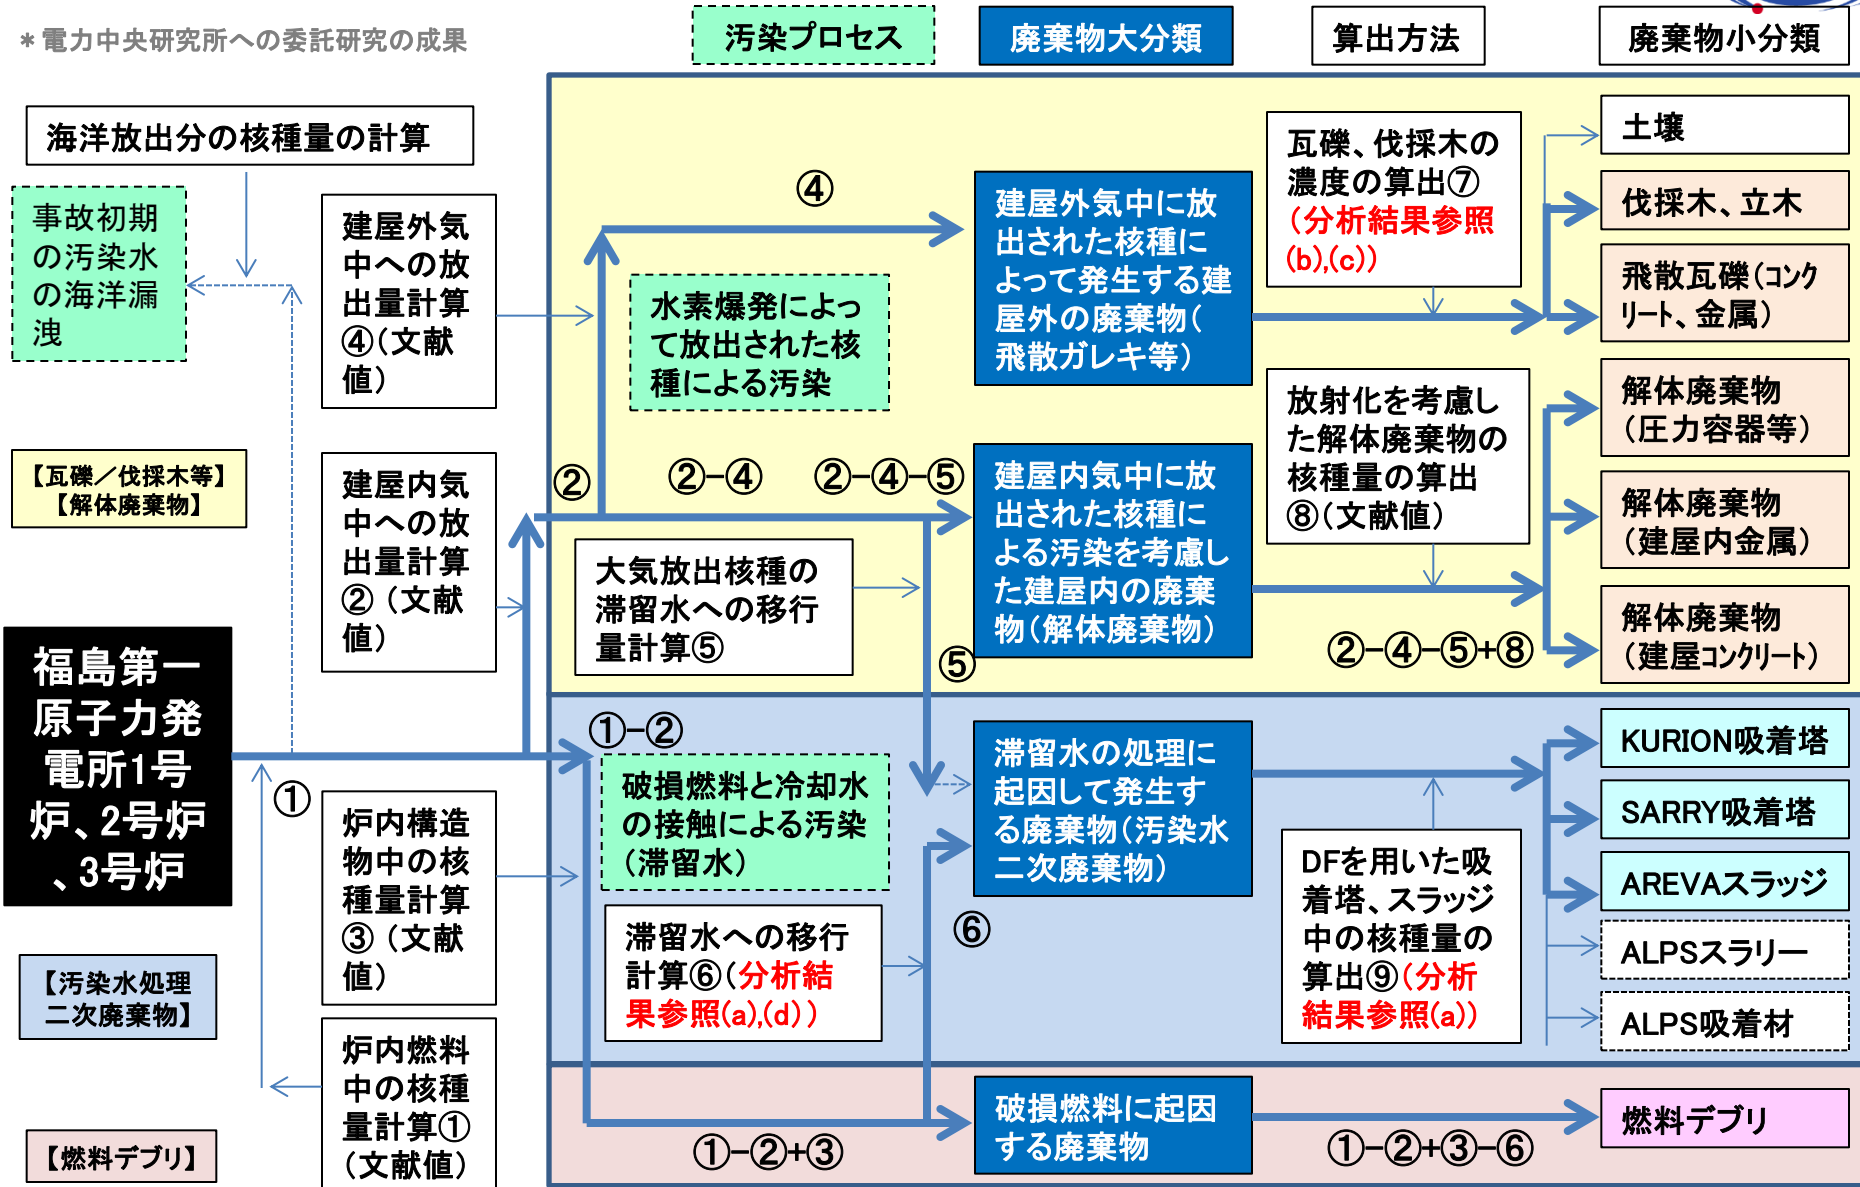 ＊電力中央研究所への委託研究の成果
汚染プロセス
廃棄物大分類
算出方法
廃棄物小分類
海洋放出分の核種量の計算
事故初期
の汚染水
の海洋漏
洩
建屋外気
中への放
出量計算
④(文献
値)
④
水素爆発によっ
て放出された核
種による汚染
建屋外気中に放
出された核種に
よって発生する建
屋外の廃棄物(
飛散ガレキ等)
瓦礫、伐採木の
濃度の算出⑦
(分析結果参照
(b),(c))
土壌
伐採木、立木
飛散瓦礫(コンク
リート、金属)
【瓦礫／伐採木等】
【解体廃棄物】
建屋内気
中への放
出量計算
② (文献
値)
②
②-④
②-④-⑤
大気放出核種の
滞留水への移行
量計算⑤
⑤
建屋内気中に放
出された核種に
よる汚染を考慮し
た建屋内の廃棄
物(解体廃棄物)
放射化を考慮し
た解体廃棄物の
核種量の算出
⑧(文献値)
②-④-⑤+⑧
解体廃棄物
(圧力容器等)
解体廃棄物
(建屋内金属)
解体廃棄物
(建屋コンクリート)
福島第一
原子力発
電所1号
炉、2号炉
、3号炉
①
①-②
破損燃料と冷却水
の接触による汚染
(滞留水)
炉内構造
物中の核
種量計算
③ (文献
値)
滞留水への移行
計算⑥(分析結
果参照(a),(d))
⑥
滞留水の処理に
起因して発生す
る廃棄物(汚染水
二次廃棄物)
DFを用いた吸
着塔、スラッジ
中の核種量の
算出⑨(分析
結果参照(a))
KURION吸着塔
SARRY吸着塔
AREVAスラッジ
ALPSスラリー
ALPS吸着材
【汚染水処理
二次廃棄物】
炉内燃料
中の核種
量計算①
(文献値)
【燃料デブリ】
①-②+③
破損燃料に起因
する廃棄物
①-②+③-⑥
燃料デブリ